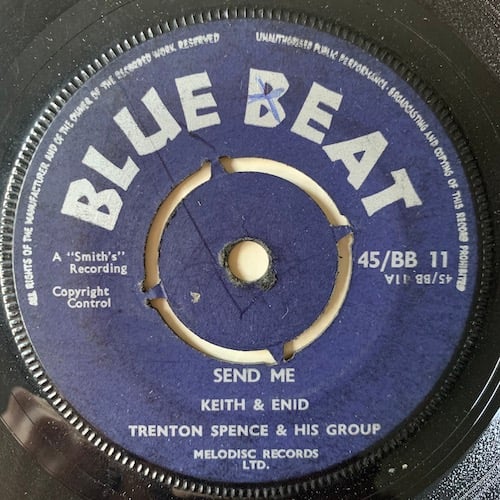 ALL RIGHTS OF THE MANUFACTURER AND OF THE OWNER OF THE RECORDED WORK RESERVED
UNAUTHORISED PUBLIC PERFORMANCE, BROADCASTING AND COPYING OF THIS RECORD PROHIBITED
BLUE BEAT
A "Smith's"
Recording
Copyright
Control
45/BB 11
45/BB 11A
SEND ME
KEITH & ENID
TRENTON SPENCE & HIS GROUP
MELODISC RECORDS
LTD.